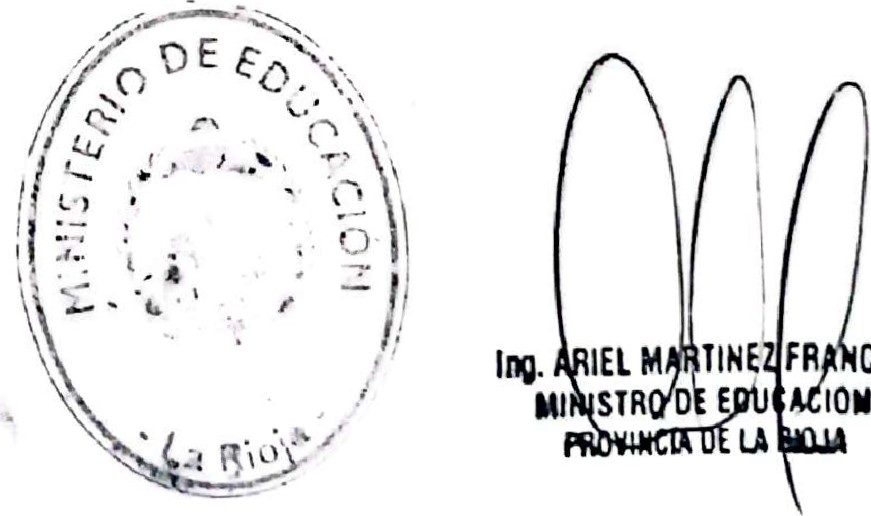 MINISTERIO DE EDUCACION
La Rioja
Ing. ARIEL MARTINEZ FRANC
MINISTRO DE EDUCACION
PROVINCIA DE LA RIOJA